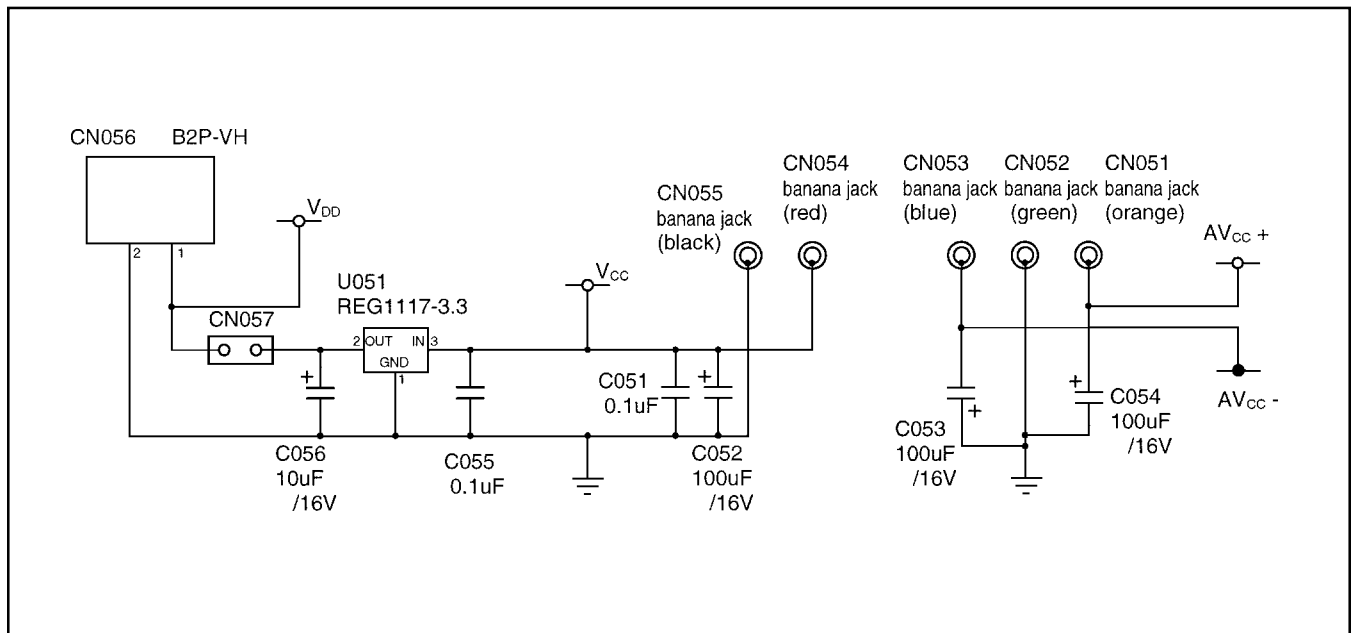 CN056 B2P-VH
2 1
VDD
CN057
U051
REG1117-3.3
2 OUT IN 3
GND
1
VCC
CN055
banana jack
(black)
CN054
banana jack
(red)
CN053
banana jack
(blue)
CN052
banana jack
(green)
CN051
banana jack
(orange)
AVCC +
AVCC -
+
C056
10uF
/16V
C055
0.1uF
C051
0.1uF
+
C052
100uF
/16V
+
C053
100uF
/16V
+
C054
100uF
/16V